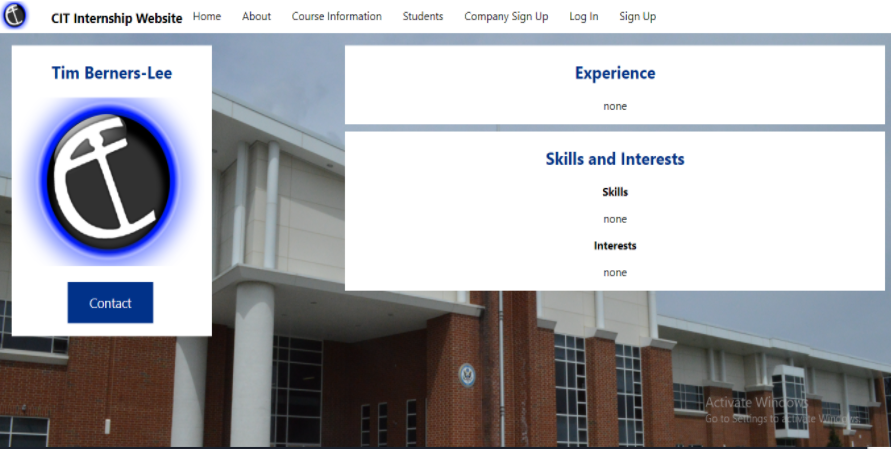 CIT Internship Website Home About Course Information Students Company Sign Up Log In Sign Up
Tim Berners-Lee
Contact
Experience
none
Skills and Interests
Skills
none
Interests
none
Activate Windows
Go to Settings to activate Windows.